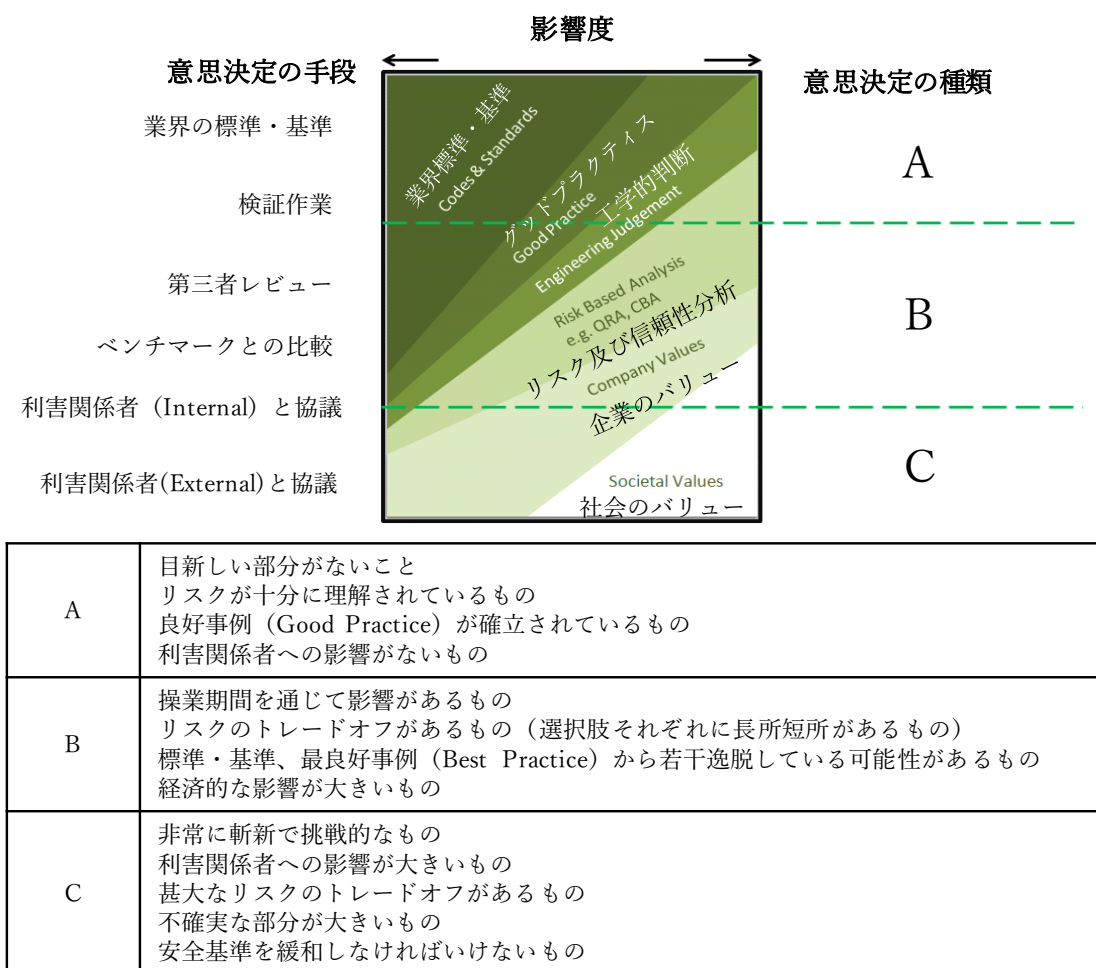 影響度
意思決定の手段
意思決定の種類
業界の標準・基準
検証作業
第三者レビュー
ベンチマークとの比較
利害関係者（Internal）と協議
利害関係者(External)と協議
業界標準・基準
Codes & Standards
グッドプラクティス
Good Practice
工学的判断
Engineering Judgement
Risk Based Analysis
e.g. QRA, CBA
リスク及び信頼性分析
Company Values
企業のバリュー
Societal Values
社会のバリュー
A
B
C
A
目新しい部分がないこと
リスクが十分に理解されているもの
良好事例（Good Practice）が確立されているもの
利害関係者への影響がないもの
B
操業期間を通じて影響があるもの
リスクのトレードオフがあるもの（選択肢それぞれに長所短所があるもの）
標準・基準、最良好事例（Best Practice）から若干逸脱している可能性があるもの
経済的な影響が大きいもの
C
非常に斬新で挑戦的なもの
利害関係者への影響が大きいもの
甚大なリスクのトレードオフがあるもの
不確実な部分が大きいもの
安全基準を緩和しなければいけないもの